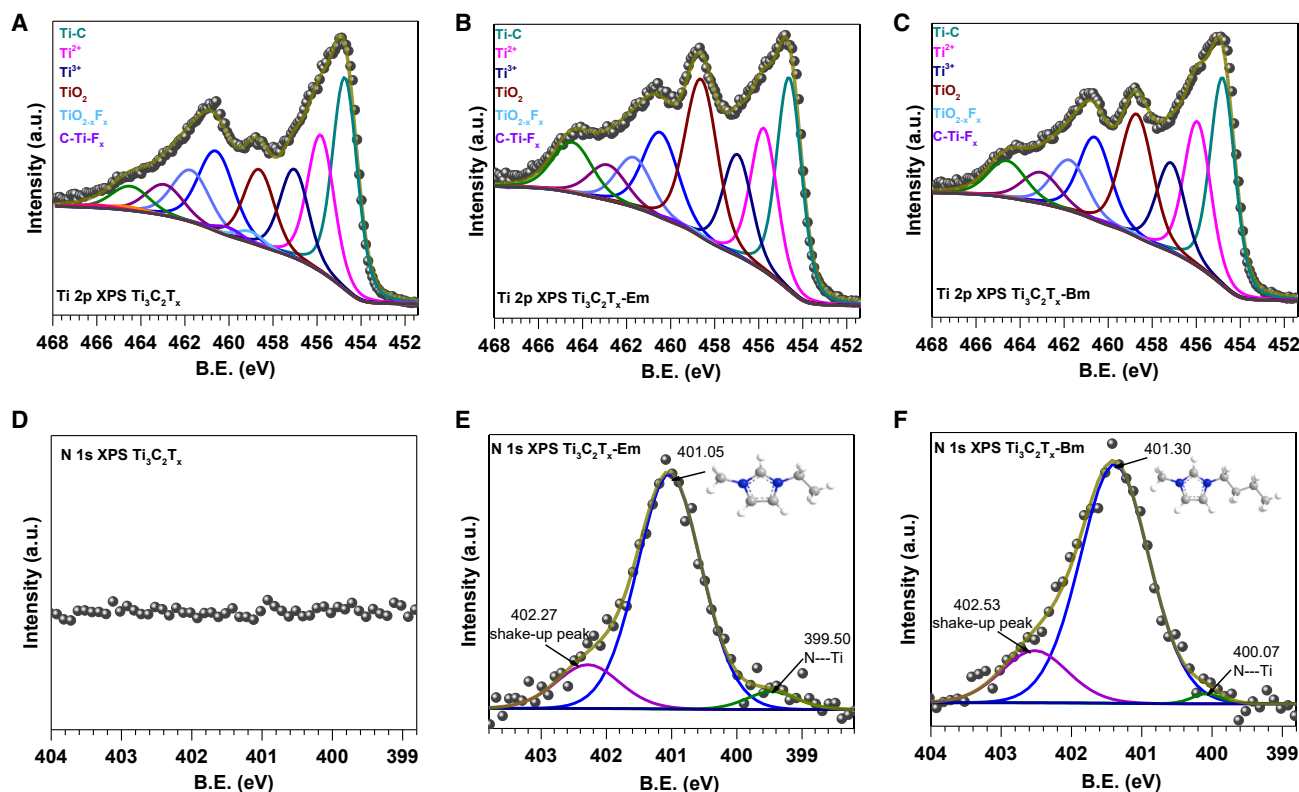 A
Ti-C
Ti²⁺
Ti³⁺
TiO₂
TiO₂₋ₓFₓ
C-Ti-Fₓ
Intensity (a.u.)
Ti 2p XPS Ti₃C₂Tₓ
468 466 464 462 460 458 456 454 452
B.E. (eV)
B
Ti-C
Ti²⁺
Ti³⁺
TiO₂
TiO₂₋ₓFₓ
C-Ti-Fₓ
Intensity (a.u.)
Ti 2p XPS Ti₃C₂Tₓ-Em
468 466 464 462 460 458 456 454 452
B.E. (eV)
C
Ti-C
Ti²⁺
Ti³⁺
TiO₂
TiO₂₋ₓFₓ
C-Ti-Fₓ
Intensity (a.u.)
Ti 2p XPS Ti₃C₂Tₓ-Bm
468 466 464 462 460 458 456 454 452
B.E. (eV)
D
N 1s XPS Ti₃C₂Tₓ
Intensity (a.u.)
404 403 402 401 400 399
B.E. (eV)
E
N 1s XPS Ti₃C₂Tₓ-Em
401.05
402.27
shake-up peak
399.50
N---Ti
Intensity (a.u.)
403 402 401 400 399
B.E. (eV)
F
N 1s XPS Ti₃C₂Tₓ-Bm
401.30
402.53
shake-up peak
400.07
N---Ti
Intensity (a.u.)
404 403 402 401 400 399
B.E. (eV)